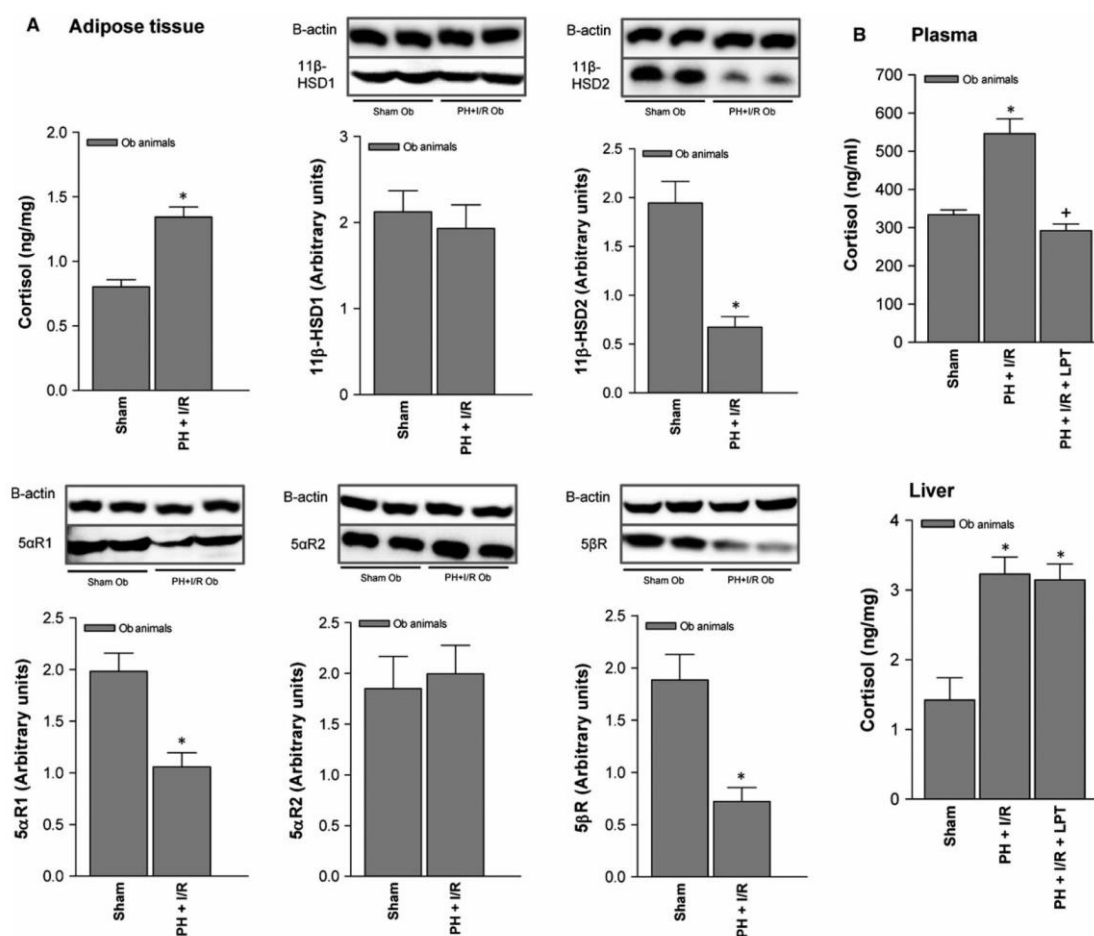 A Adipose tissue
B-actin
11β-
HSD1
Sham Ob PH+I/R Ob
B-actin
11β-
HSD2
Sham Ob PH+I/R Ob
Ob animals
Cortisol (ng/mg)
2.0
1.5
1.0
0.5
0.0
Sham
PH + I/R
*
Ob animals
11β-HSD1 (Arbitrary units)
3
2
1
0
Sham
PH + I/R
Ob animals
11β-HSD2 (Arbitrary units)
2.5
2.0
1.5
1.0
0.5
0.0
Sham
PH + I/R
*
B Plasma
Ob animals
Cortisol (ng/ml)
700
600
500
400
300
200
100
0
Sham
PH + I/R
PH + I/R + LPT
*
+
B-actin
5αR1
Sham Ob PH+I/R Ob
Ob animals
5αR1 (Arbitrary units)
2.5
2.0
1.5
1.0
0.5
0.0
Sham
PH + I/R
*
B-actin
5αR2
Sham Ob PH+I/R Ob
Ob animals
5αR2 (Arbitrary units)
2.5
2.0
1.5
1.0
0.5
0.0
Sham
PH + I/R
B-actin
5βR
Sham Ob PH+I/R Ob
Ob animals
5βR (Arbitrary units)
2.5
2.0
1.5
1.0
0.5
0.0
Sham
PH + I/R
*
Liver
Ob animals
Cortisol (ng/mg)
4
3
2
1
0
Sham
PH + I/R
PH + I/R + LPT
*
*